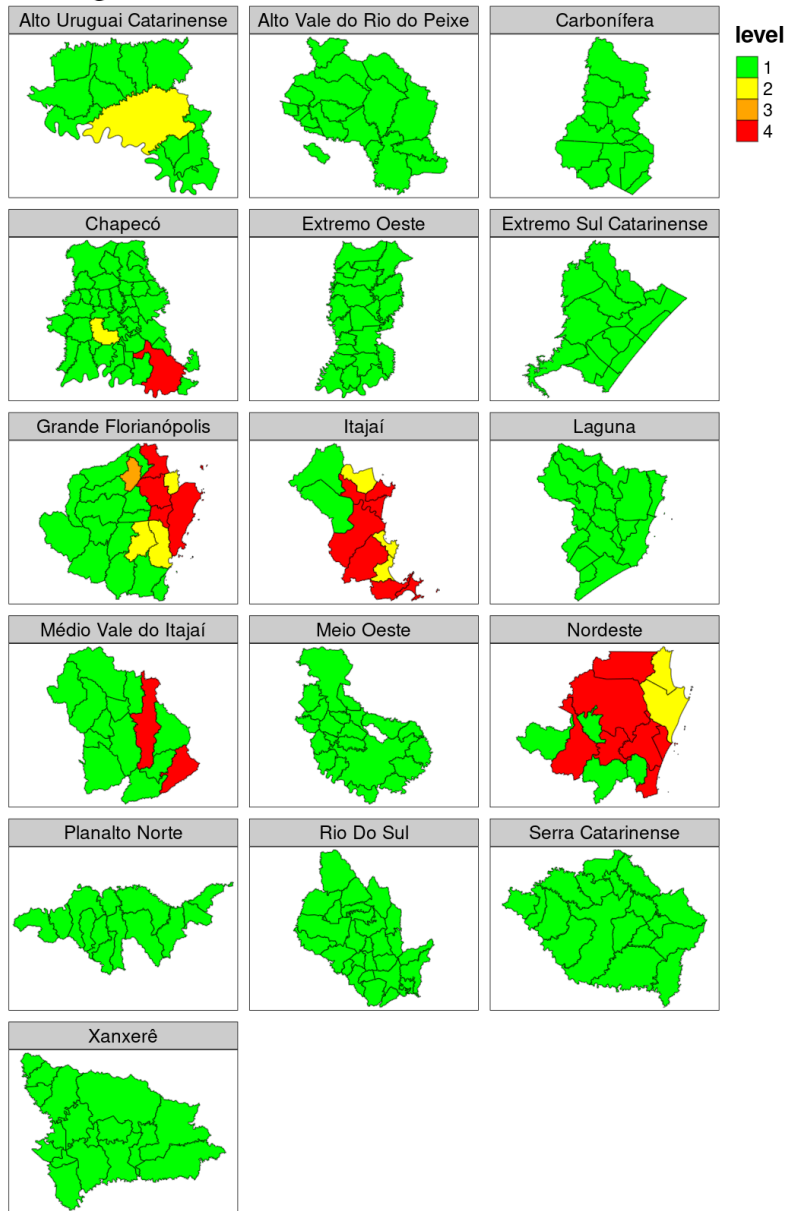 Alto Uruguai Catarinense
Alto Vale do Rio do Peixe
Carbonífera
level
1
2
3
4
Chapecó
Extremo Oeste
Extremo Sul Catarinense
Grande Florianópolis
Itajaí
Laguna
Médio Vale do Itajaí
Meio Oeste
Nordeste
Planalto Norte
Rio Do Sul
Serra Catarinense
Xanxerê